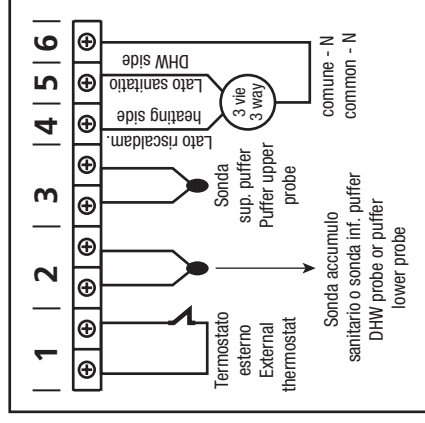 1 2 3 4 5 6
Termostato
esterno
External
thermostat
Sonda accumulo
sanitario o sonda inf. puffer
DHW probe or puffer
lower probe
Sonda
sup. puffer
Puffer upper
probe
Lato riscaldam.
heating side
Lato sanitatio
DHW side
3 vie
3 way
comune - N
common - N